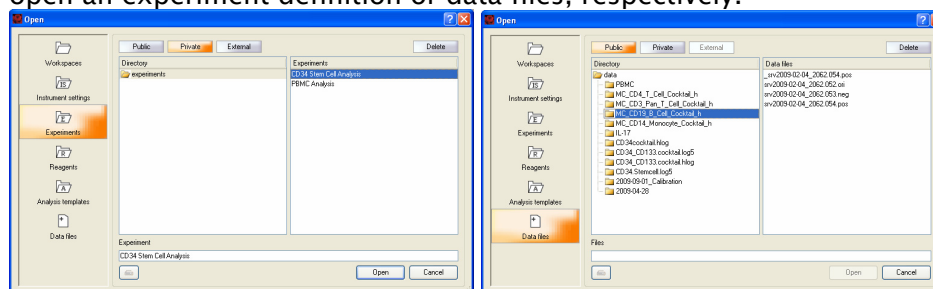 open an experiment definition or data files, respectively.
Open
Public Private External Delete
Workspaces
Instrument settings
Experiments
Reagents
Analysis templates
Data files
Directory
experiments
Experiments
CD34 Stem Cell Analysis
PBMC Analysis
Experiment
CD34 Stem Cell Analysis
Open Cancel
Open
Public Private External Delete
Workspaces
Instrument settings
Experiments
Reagents
Analysis templates
Data files
Directory
data
PBMC
MC_CD4_T_Cell_Cocktail_h
MC_CD3_Pan_T_Cell_Cocktail_h
MC_CD19_B_Cell_Cocktail_h
MC_CD14_Monocyte_Cocktail_h
IL-17
CD34cocktail.hlog
CD34_CD133.cocktail.log5
CD34_CD133.cocktail.hlog
CD34.Stemcell.log5
2009-09-01_Calibration
2009-04-28
Data files
_srv2009-02-04_2062.054.pos
srv2009-02-04_2062.052.oii
srv2009-02-04_2062.053.neg
srv2009-02-04_2062.054.pos
Files
Open Cancel